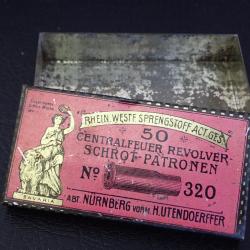 RHEIN. WESTF. SPRENGSTOFF-ACT. GES.
50
CENTRALFEUER REVOLVER-
SCHROT-PATRONEN
No 320
BAVARIA
ABT. NÜRNBERG VORM. H. UTENDOERFFER